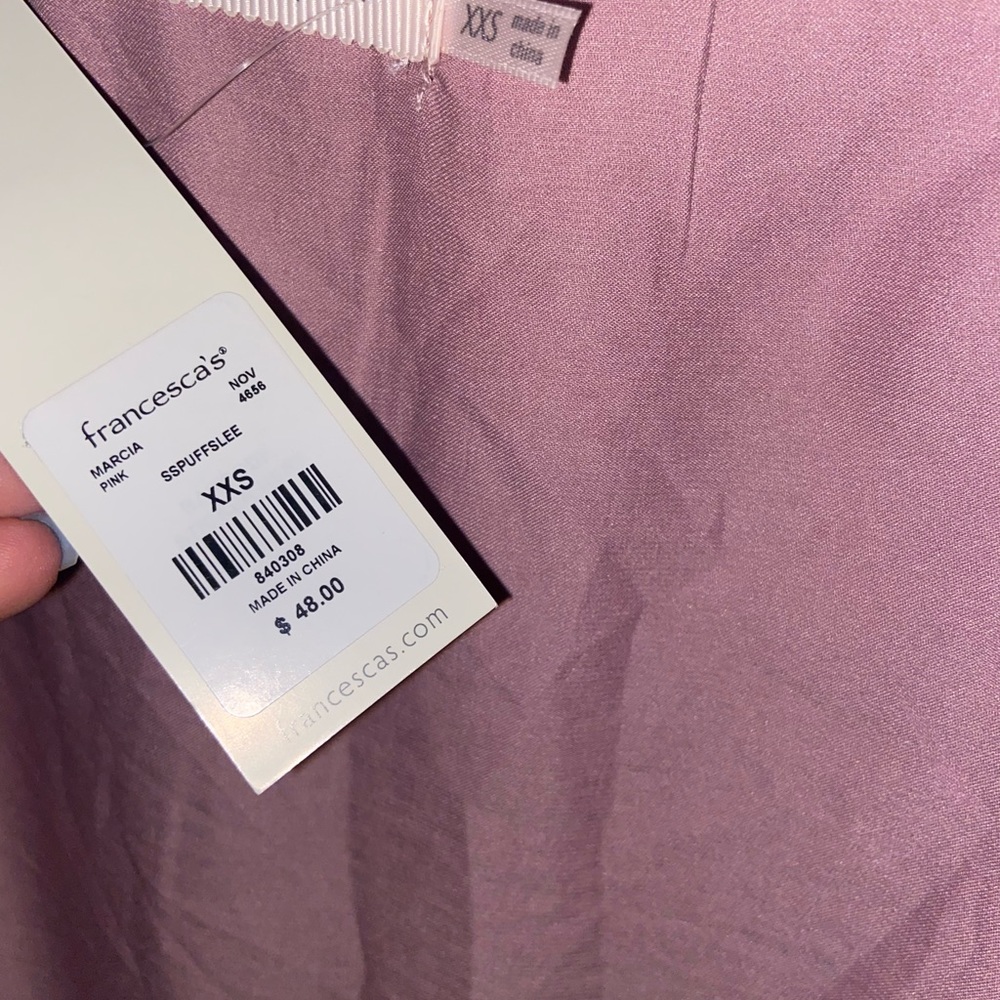 XXS
made in
china
francesca's®
NOV
4656
MARCIA
PINK
SSPUFFSLEE
XXS
840308
MADE IN CHINA
$ 48.00
francescas.com